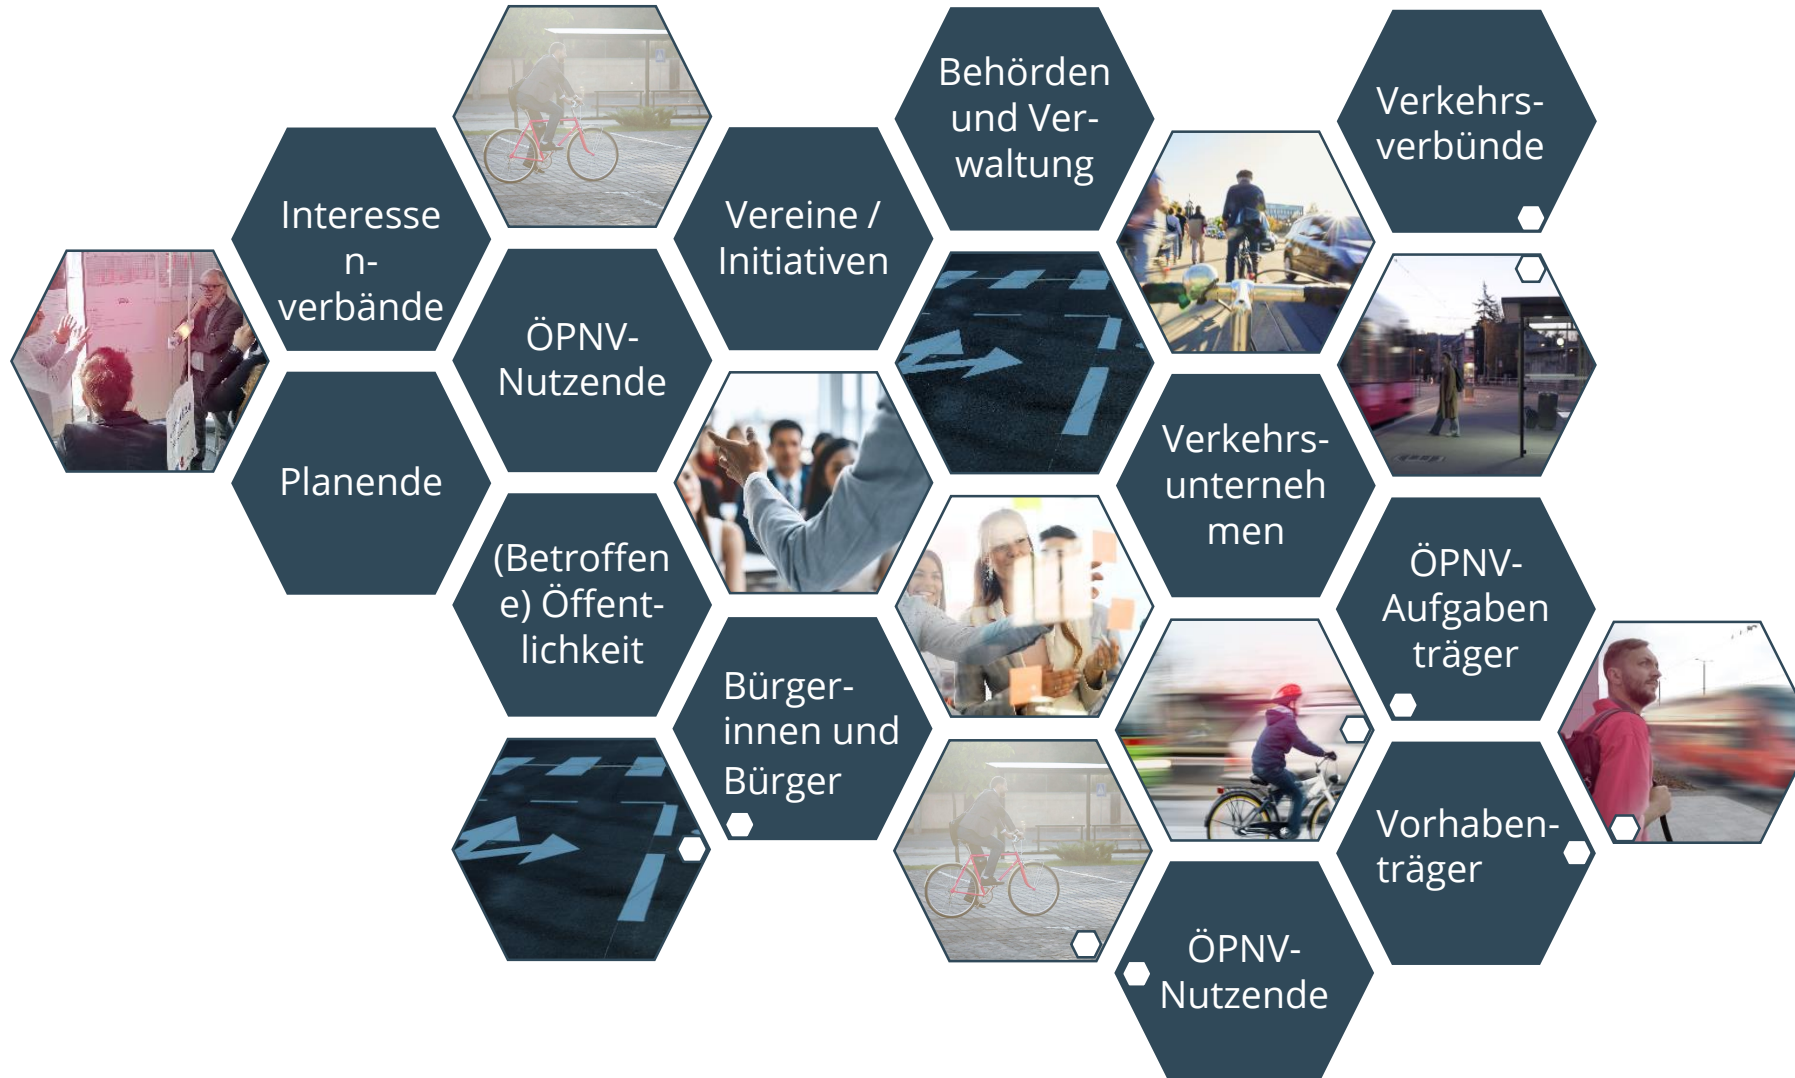 Interesse
n-
verbände
Planende
ÖPNV-
Nutzende
(Betroffen
e) Öffent-
lichkeit
Vereine /
Initiativen
Bürger-
innen und
Bürger
Behörden
und Ver-
waltung
Verkehrs-
unterneh
men
ÖPNV-
Nutzende
Verkehrs-
verbünde
ÖPNV-
Aufgaben
träger
Vorhaben-
träger